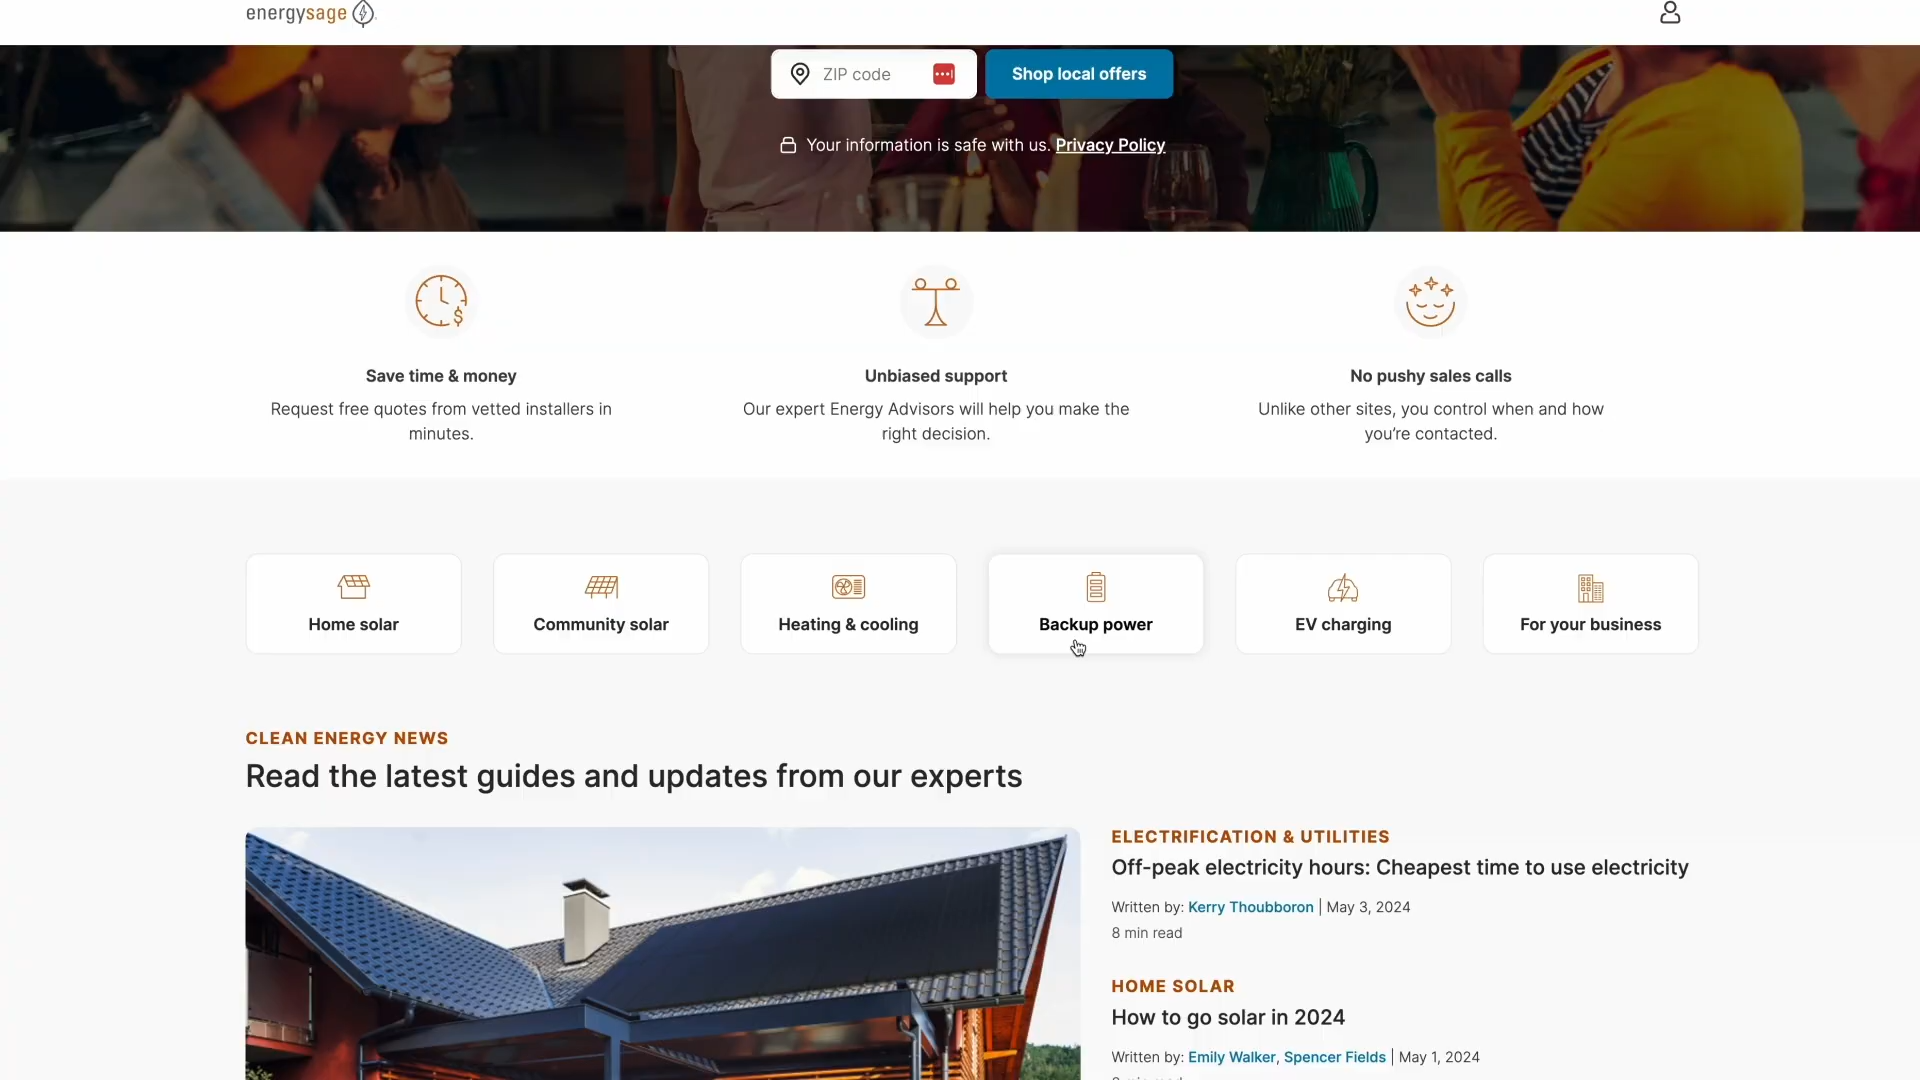 energysage
ZIP code
Shop local offers
Your information is safe with us. Privacy Policy
Save time & money
Request free quotes from vetted installers in
minutes.
Unbiased support
Our expert Energy Advisors will help you make the
right decision.
No pushy sales calls
Unlike other sites, you control when and how
you’re contacted.
Home solar
Community solar
Heating & cooling
Backup power
EV charging
For your business
CLEAN ENERGY NEWS
Read the latest guides and updates from our experts
ELECTRIFICATION & UTILITIES
Off-peak electricity hours: Cheapest time to use electricity
Written by: Kerry Thoubboron | May 3, 2024
8 min read
HOME SOLAR
How to go solar in 2024
Written by: Emily Walker, Spencer Fields | May 1, 2024